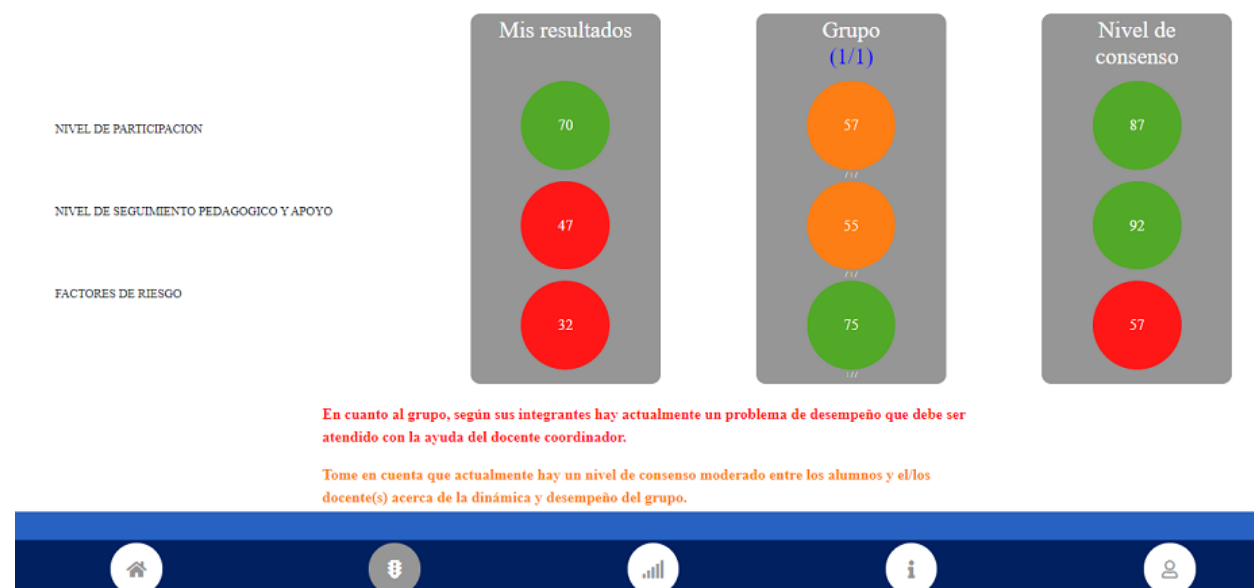 Mis resultados
Grupo
(1/1)
Nivel de
consenso
NIVEL DE PARTICIPACION
70
57
87
NIVEL DE SEGUIMIENTO PEDAGOGICO Y APOYO
47
55
92
FACTORES DE RIESGO
32
75
57
En cuanto al grupo, según sus integrantes hay actualmente un problema de desempeño que debe ser
atendido con la ayuda del docente coordinador.
Tome en cuenta que actualmente hay un nivel de consenso moderado entre los alumnos y el/los
docente(s) acerca de la dinámica y desempeño del grupo.